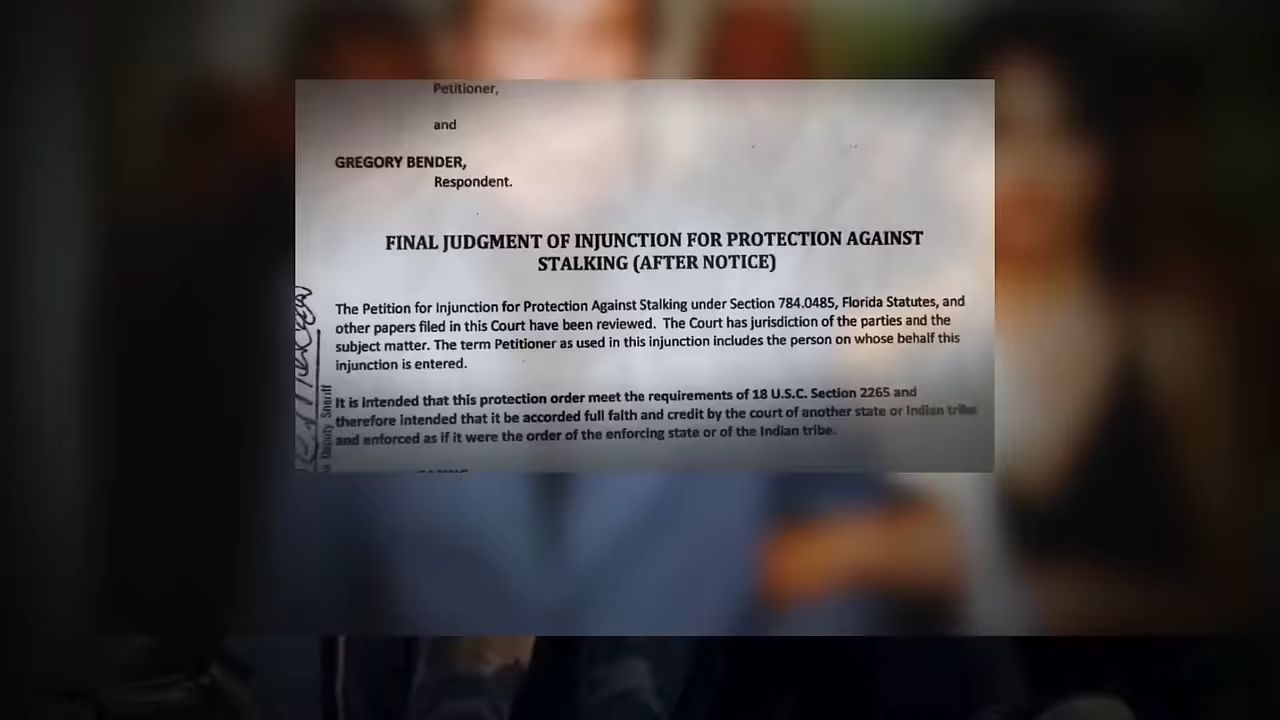 Petitioner,
and
GREGORY BENDER,
Respondent.
FINAL JUDGMENT OF INJUNCTION FOR PROTECTION AGAINST
STALKING (AFTER NOTICE)
The Petition for Injunction for Protection Against Stalking under Section 784.0485, Florida Statutes, and
other papers filed in this Court have been reviewed. The Court has jurisdiction of the parties and the
subject matter. The term Petitioner as used in this injunction includes the person on whose behalf this
injunction is entered.
It is intended that this protection order meet the requirements of 18 U.S.C. Section 2265 and
therefore intended that it be accorded full faith and credit by the court of another state or Indian tribe
and enforced as if it were the order of the enforcing state or of the Indian tribe.
Deputy Sheriff